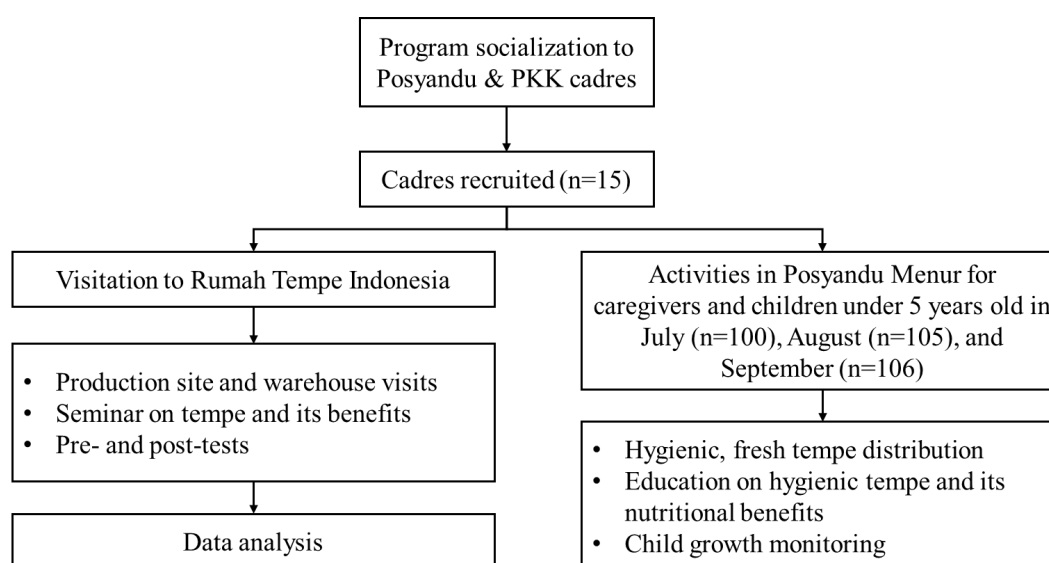 Program socialization to
Posyandu & PKK cadres
Cadres recruited (n=15)
Visitation to Rumah Tempe Indonesia
• Production site and warehouse visits
• Seminar on tempe and its benefits
• Pre- and post-tests
Data analysis
Activities in Posyandu Menur for
caregivers and children under 5 years old in
July (n=100), August (n=105), and
September (n=106)
• Hygienic, fresh tempe distribution
• Education on hygienic tempe and its
nutritional benefits
• Child growth monitoring